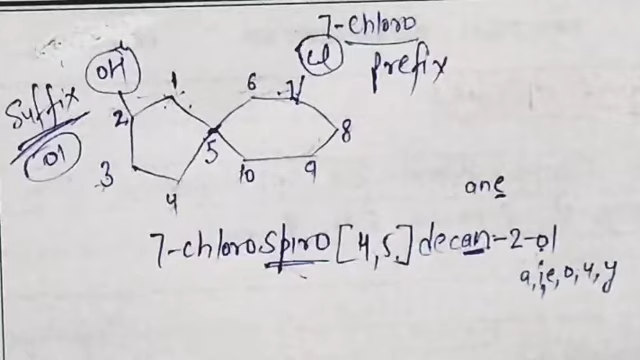 7-chloro
prefix
Cl
OH
Suffix
ol
1
2
3
4
5
6
7
8
9
10
ane
7-chlorospiro[4,5]decan-2-ol
a,i,e,o,u,y